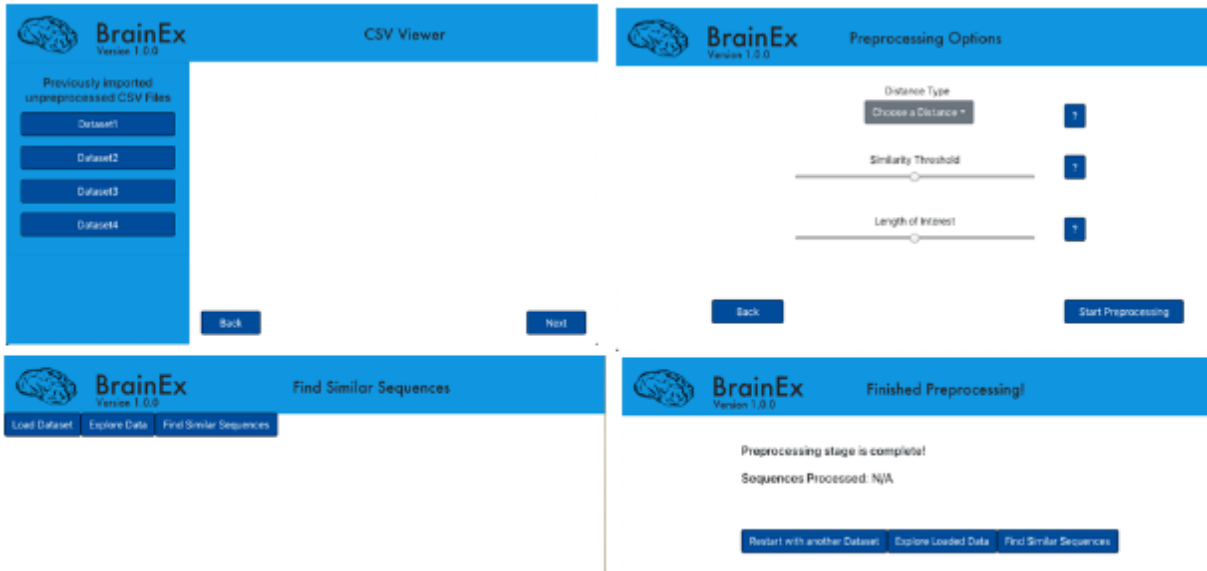 BrainEx
Version 1.0.0
CSV Viewer
Previously imported
unpreprocessed CSV Files
Dataset1
Dataset2
Dataset3
Dataset4
Back
Next
BrainEx
Version 1.0.0
Preprocessing Options
Distance Type
Choose a Distance
?
Similarity Threshold
?
Length of Interest
?
Back
Start Preprocessing
BrainEx
Version 1.0.0
Find Similar Sequences
Load Dataset
Explore Data
Find Similar Sequences
BrainEx
Version 1.0.0
Finished Preprocessing!
Preprocessing stage is complete!
Sequences Processed: N/A
Restart with another Dataset
Explore Loaded Data
Find Similar Sequences